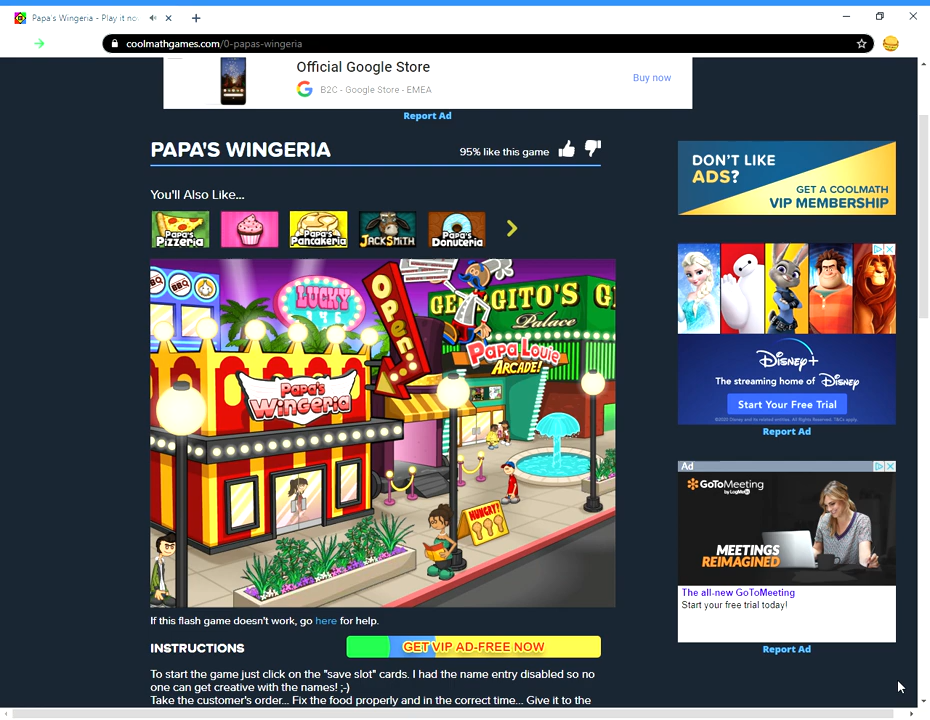 Papa's Wingeria - Play it no
coolmathgames.com/0-papas-wingeria
Official Google Store
B2C - Google Store - EMEA
Buy now
Report Ad
PAPA'S WINGERIA
95% like this game
You'll Also Like...
Papa's Pizzeria
Papa's Pancakeria
JACKSMITH
Papa's Donuteria
DON'T LIKE
ADS?
GET A COOLMATH
VIP MEMBERSHIP
BBQ BBQ
LUCKY
OPEN...
GITO'S G
Palace
Papa Louie
ARCADE!
Papa's
Wingeria
HUNGRY?
Disney+
The streaming home of Disney
Start Your Free Trial
Report Ad
Ad
GoToMeeting
by LogMeIn
MEETINGS
REIMAGINED
The all-new GoToMeeting
Start your free trial today!
Report Ad
If this flash game doesn't work, go here for help.
INSTRUCTIONS
GET VIP AD-FREE NOW
To start the game just click on the "save slot" cards. I had the name entry disabled so no
one can get creative with the names! ;-)
Take the customer's order... Fix the food properly and in the correct time... Give it to the